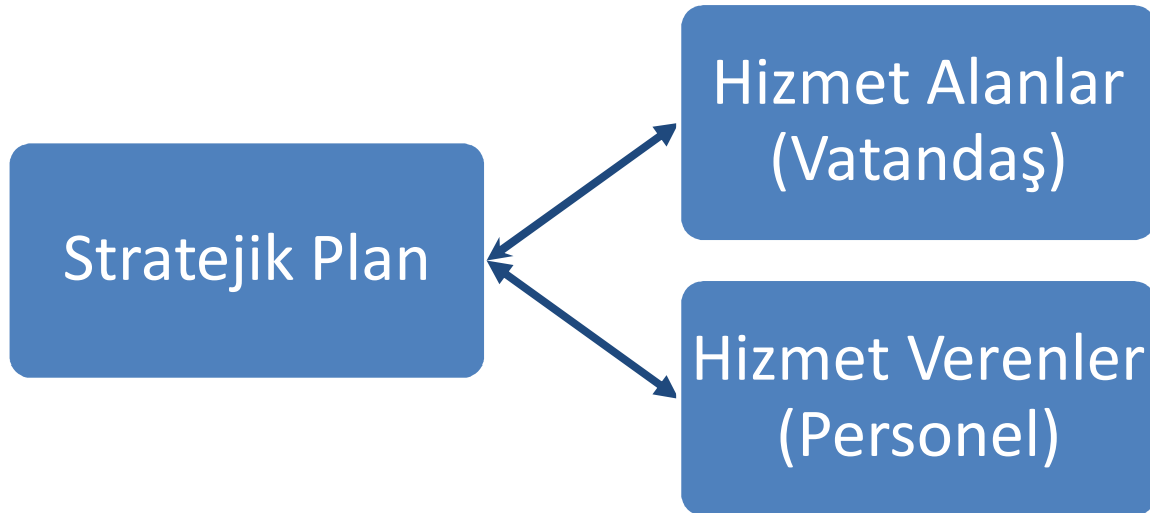 Stratejik Plan
Hizmet Alanlar
(Vatandaş)
Hizmet Verenler
(Personel)